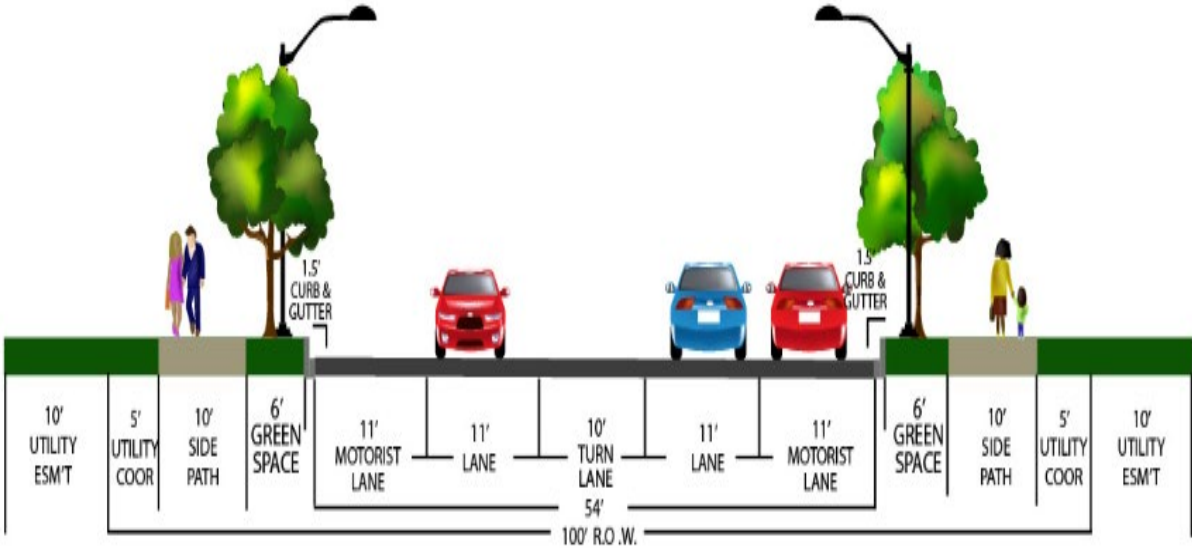 1.5'
CURB &
GUTTER
1.5'
CURB &
GUTTER
10'
UTILITY
ESM'T
5'
UTILITY
COOR
10'
SIDE
PATH
6'
GREEN
SPACE
11'
MOTORIST
LANE
11'
LANE
10'
TURN
LANE
11'
LANE
11'
MOTORIST
LANE
6'
GREEN
SPACE
10'
SIDE
PATH
5'
UTILITY
COOR
10'
UTILITY
ESM'T
54'
100' R.O.W.